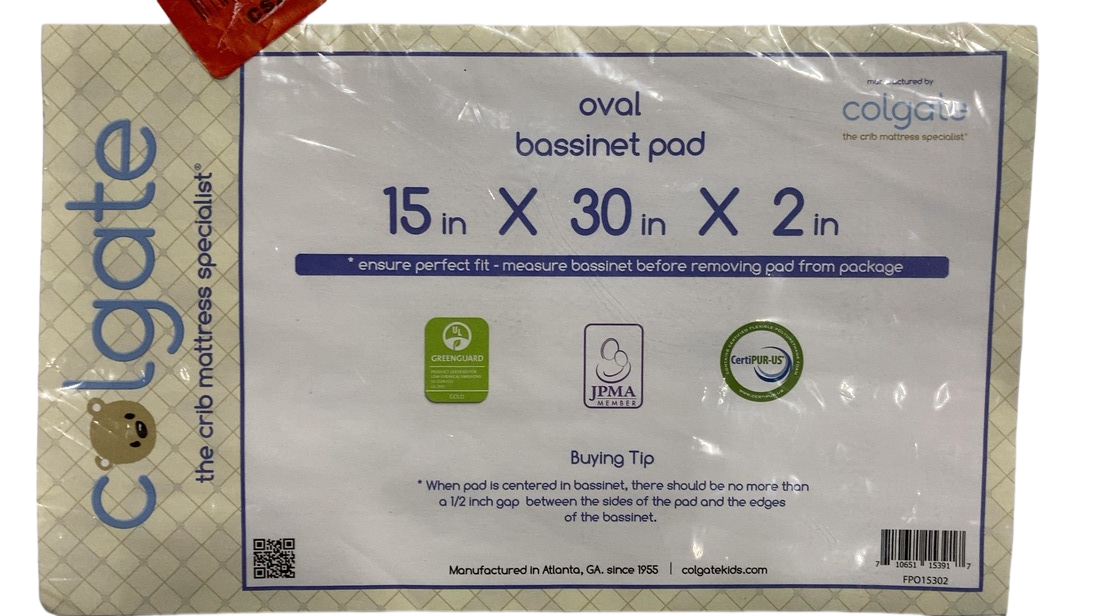 colgate
the crib mattress specialist®
oval
bassinet pad
manufactured by
colgate
the crib mattress specialist®
15 in X 30 in X 2 in
* ensure perfect fit - measure bassinet before removing pad from package
UL
GREENGUARD
GOLD
JPMA
MEMBER
CertiPUR-US®
Buying Tip
* When pad is centered in bassinet, there should be no more than
a 1/2 inch gap between the sides of the pad and the edges
of the bassinet.
Manufactured in Atlanta, GA. since 1955 | colgatekids.com
7 10651 15391 7
FPO15302